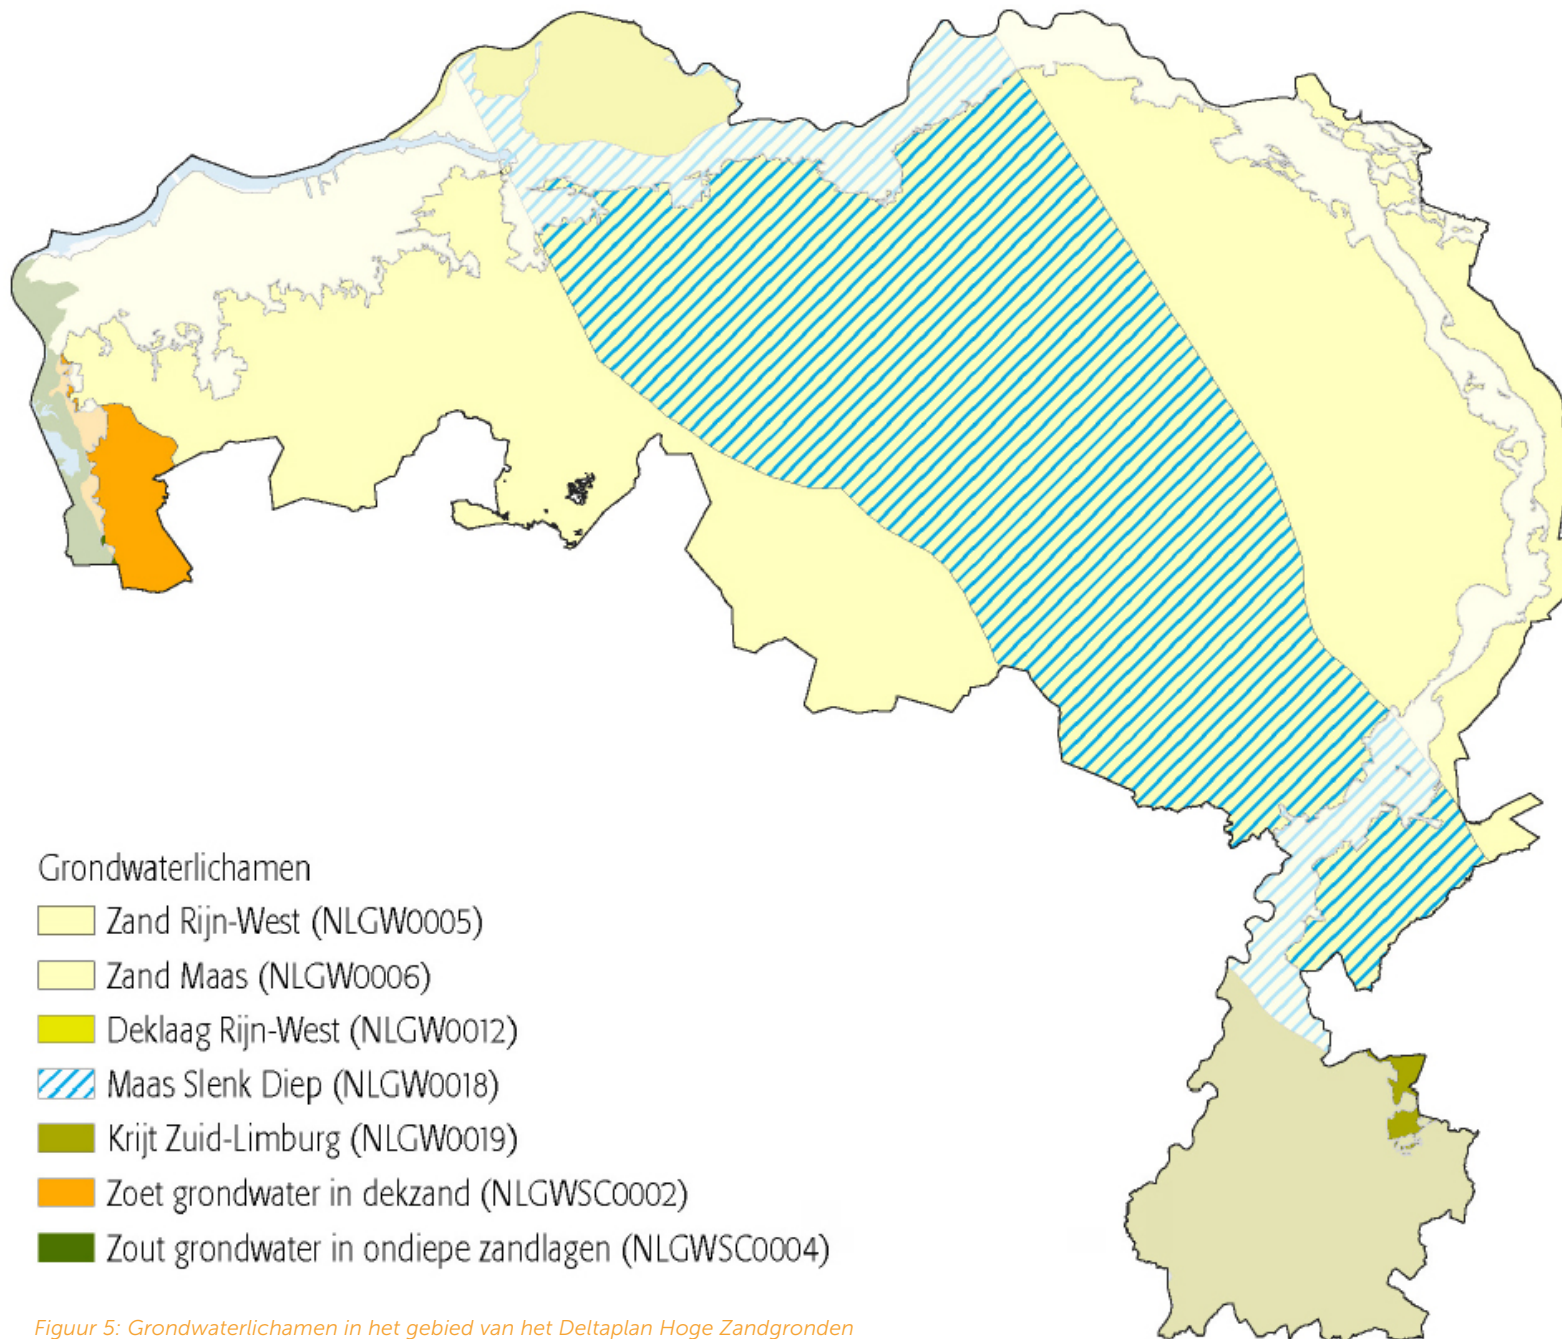 Grondwaterlichamen
Zand Rijn-West (NLGW0005)
Zand Maas (NLGW0006)
Deklaag Rijn-West (NLGW0012)
Maas Slenk Diep (NLGW0018)
Krijt Zuid-Limburg (NLGW0019)
Zoet grondwater in dekzand (NLGWSC0002)
Zout grondwater in ondiepe zandlagen (NLGWSC0004)
Figuur 5: Grondwaterlichamen in het gebied van het Deltaplan Hoge Zandgronden